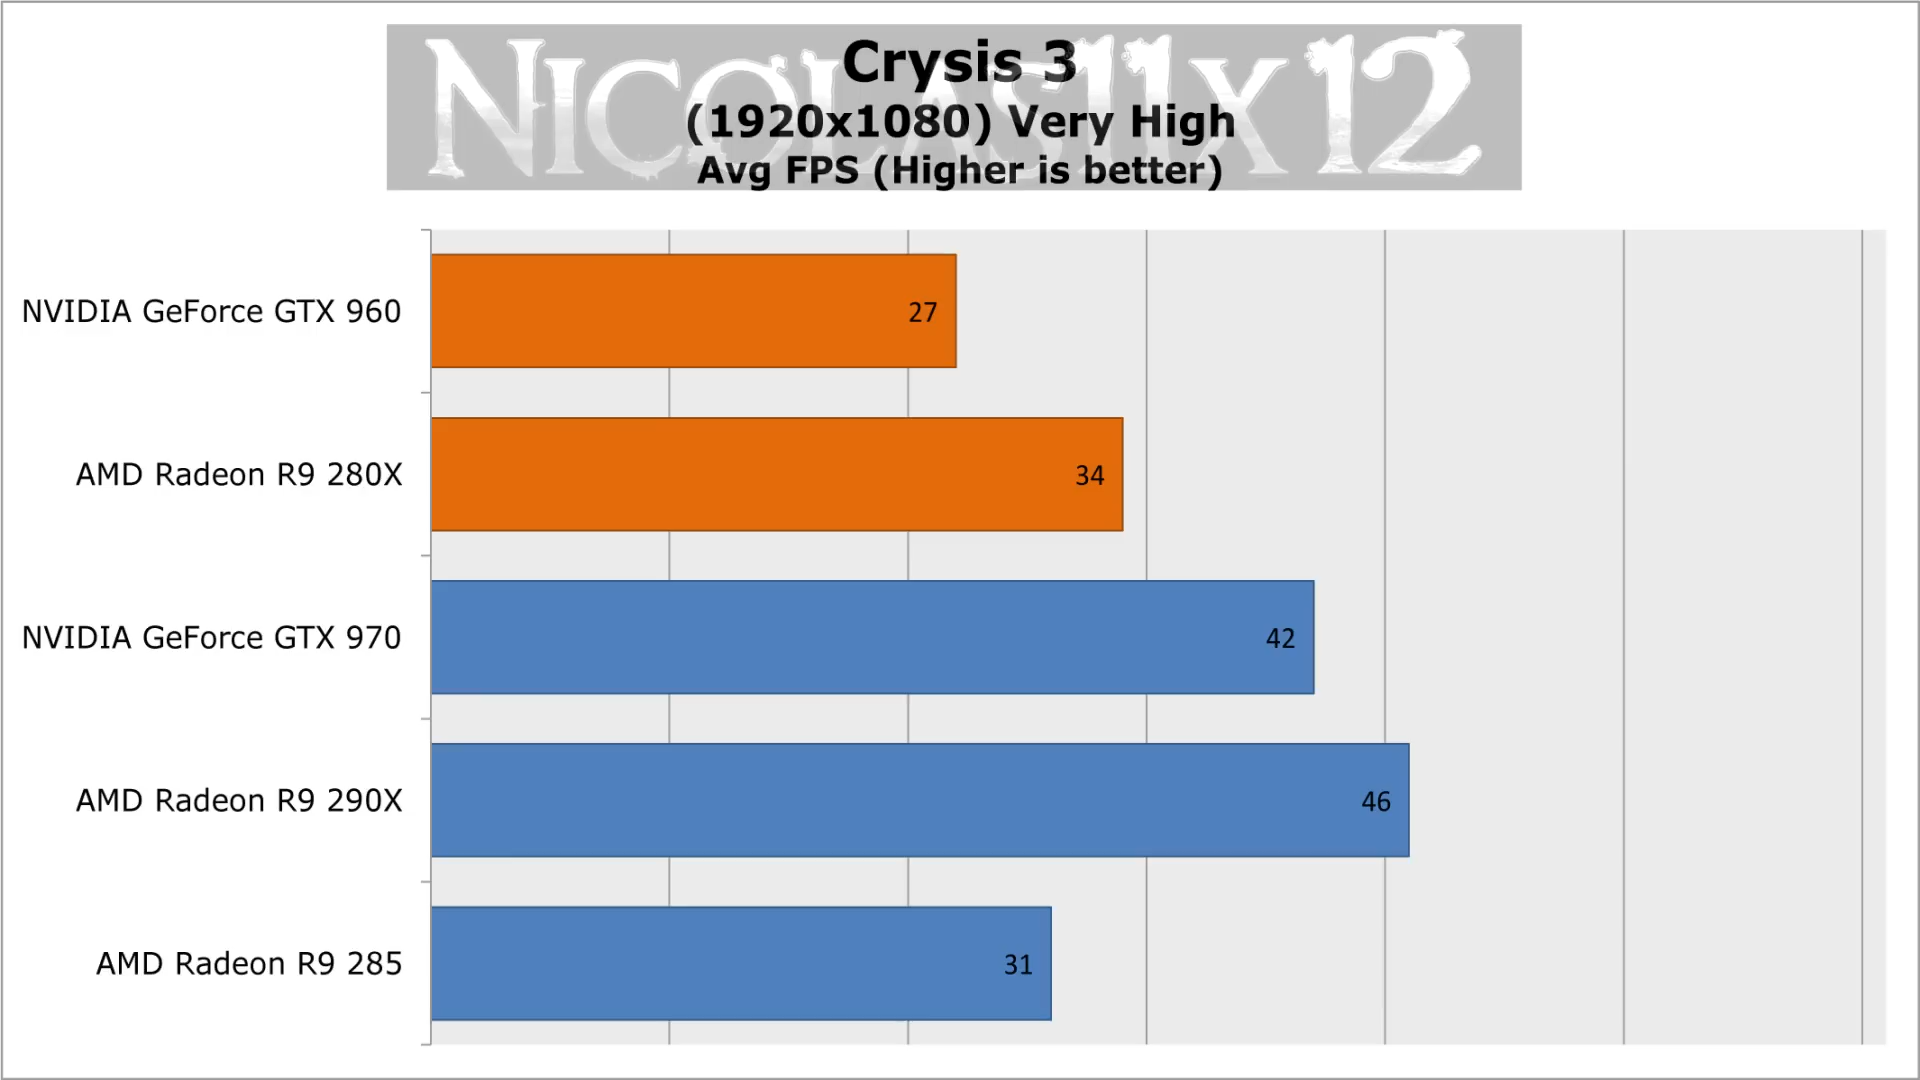 NICOLAS11X12
Crysis 3
(1920x1080) Very High
Avg FPS (Higher is better)
NVIDIA GeForce GTX 960
27
AMD Radeon R9 280X
34
NVIDIA GeForce GTX 970
42
AMD Radeon R9 290X
46
AMD Radeon R9 285
31